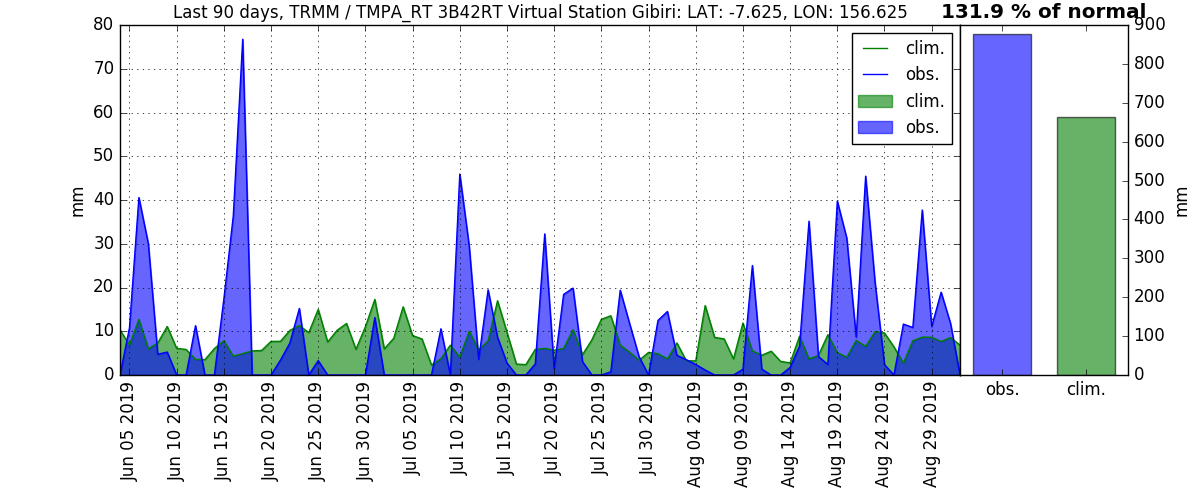 Last 90 days, TRMM / TMPA_RT 3B42RT Virtual Station Gibiri: LAT: -7.625, LON: 156.625
131.9 % of normal
80
70
60
50
40
30
20
10
0
mm
clim.
obs.
clim.
obs.
900
800
700
600
500
400
300
200
100
0
mm
Jun 05 2019
Jun 10 2019
Jun 15 2019
Jun 20 2019
Jun 25 2019
Jun 30 2019
Jul 05 2019
Jul 10 2019
Jul 15 2019
Jul 20 2019
Jul 25 2019
Jul 30 2019
Aug 04 2019
Aug 09 2019
Aug 14 2019
Aug 19 2019
Aug 24 2019
Aug 29 2019
obs.
clim.